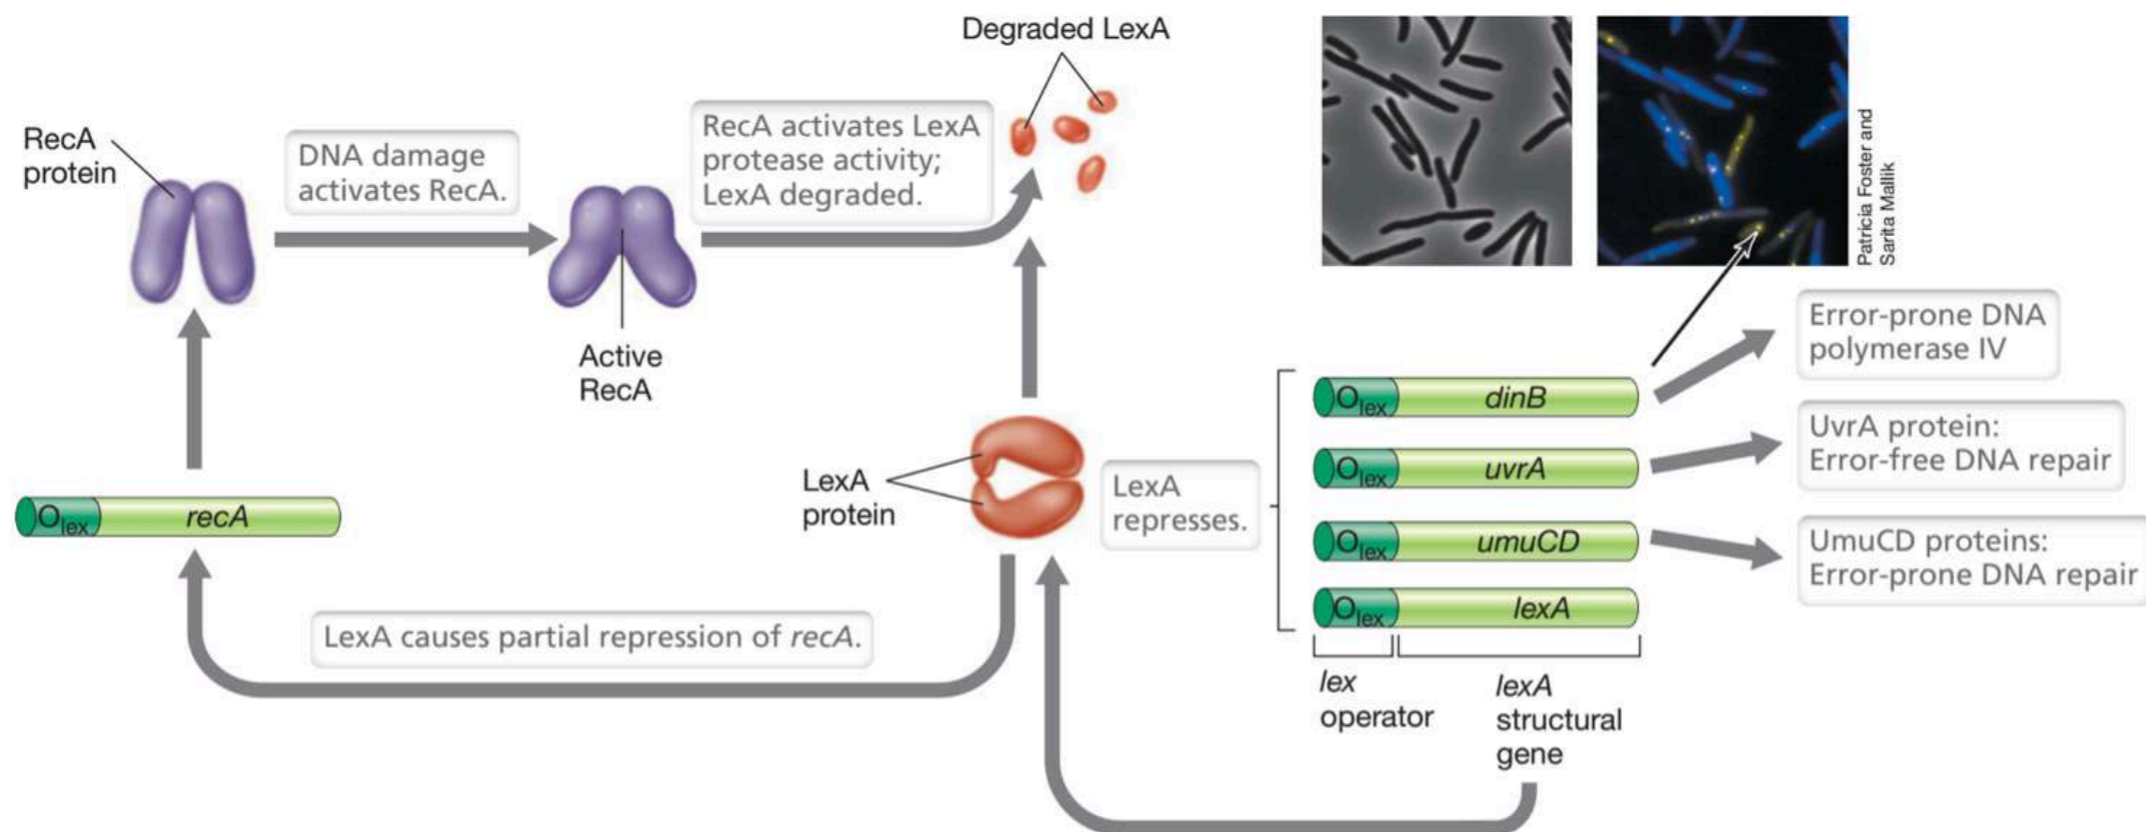 Degraded LexA
RecA
protein
DNA damage
activates RecA.
RecA activates LexA
protease activity;
LexA degraded.
Active
RecA
Patricia Foster and
Sarita Mallik
Error-prone DNA
polymerase IV
Olex
dinB
UvrA protein:
Error-free DNA repair
Olex
uvrA
LexA
protein
LexA
represses.
Olex
recA
Olex
umuCD
UmuCD proteins:
Error-prone DNA repair
Olex
lexA
LexA causes partial repression of recA.
lex
operator
lexA
structural
gene